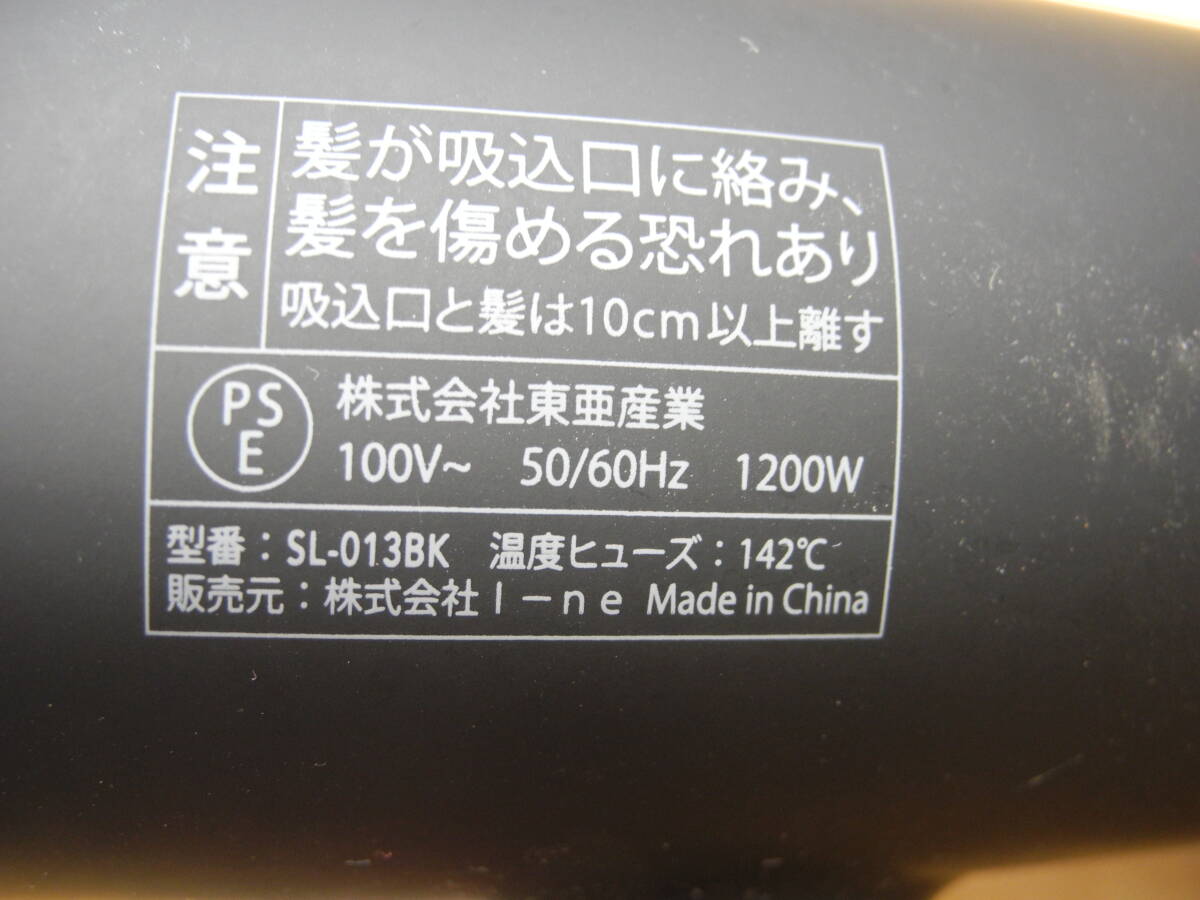 注意
髪が吸込口に絡み、
髪を傷める恐れあり
吸込口と髪は10cm以上離す
PS
E
株式会社東亜産業
100V~ 50/60Hz 1200W
型番：SL-013BK 温度ヒューズ：142℃
販売元：株式会社Ｉ－ｎｅ Made in China